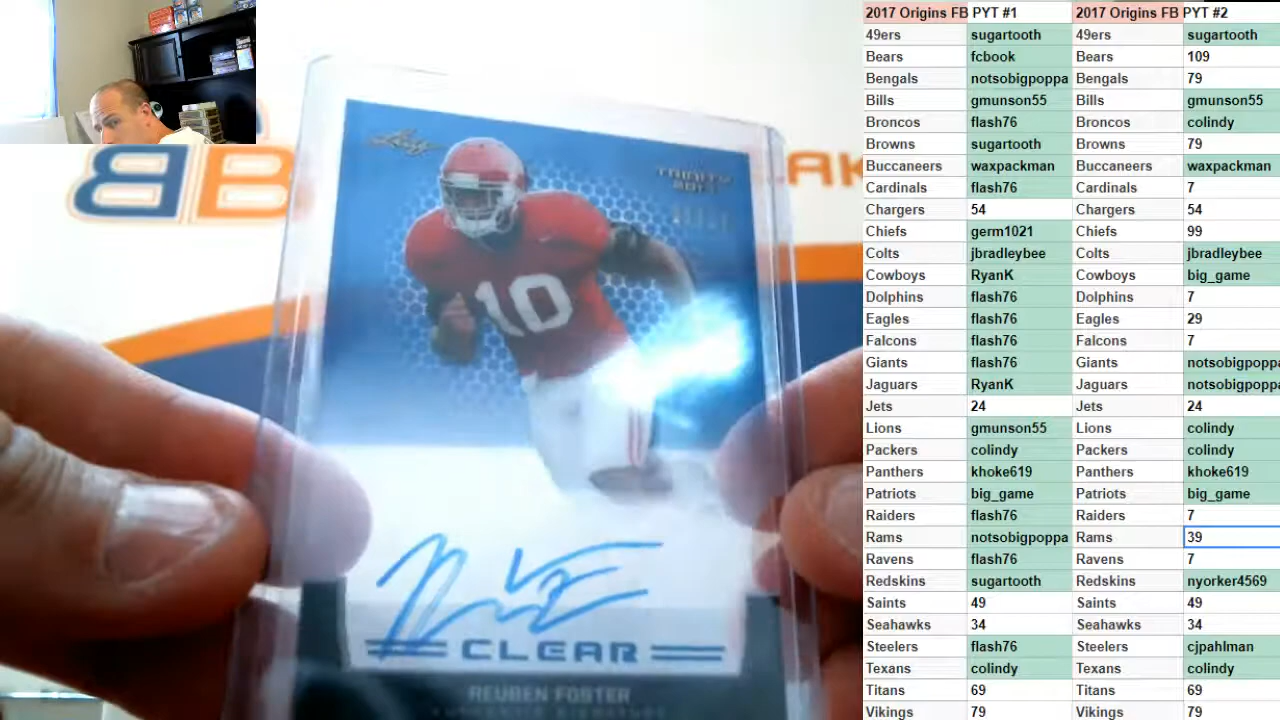 BB
AK
Leaf
TRINITY
10
CLEAR
REUBEN FOSTER
AUTHENTIC SIGNATURE
2017 Origins FB PYT #1 2017 Origins FB PYT #2
49ers sugartooth 49ers sugartooth
Bears fcbook Bears 109
Bengals notsobigpoppa Bengals 79
Bills gmunson55 Bills gmunson55
Broncos flash76 Broncos colindy
Browns sugartooth Browns 79
Buccaneers waxpackman Buccaneers waxpackman
Cardinals flash76 Cardinals 7
Chargers 54 Chargers 54
Chiefs germ1021 Chiefs 99
Colts jbradleybee Colts jbradleybee
Cowboys RyanK Cowboys big_game
Dolphins flash76 Dolphins 7
Eagles flash76 Eagles 29
Falcons flash76 Falcons 7
Giants flash76 Giants notsobigpoppa
Jaguars RyanK Jaguars notsobigpoppa
Jets 24 Jets 24
Lions gmunson55 Lions colindy
Packers colindy Packers colindy
Panthers khoke619 Panthers khoke619
Patriots big_game Patriots big_game
Raiders flash76 Raiders 7
Rams notsobigpoppa Rams 39
Ravens flash76 Ravens 7
Redskins sugartooth Redskins nyorker4569
Saints 49 Saints 49
Seahawks 34 Seahawks 34
Steelers flash76 Steelers cjpahlman
Texans colindy Texans colindy
Titans 69 Titans 69
Vikings 79 Vikings 79